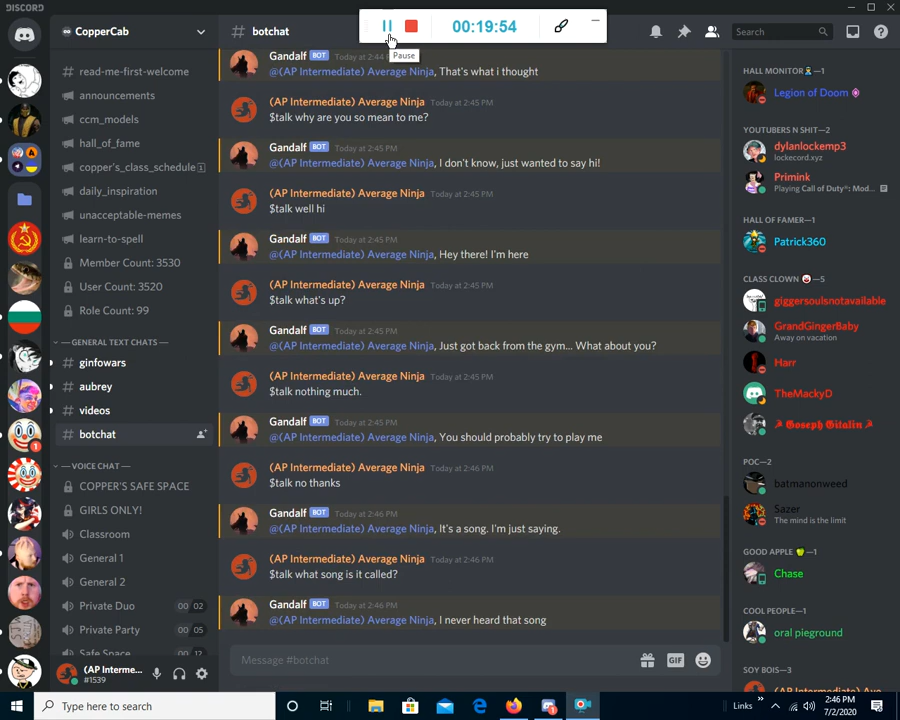 DISCORD
CopperCab
read-me-first-welcome
announcements
ccm_models
hall_of_fame
copper's_class_schedule
daily_inspiration
unacceptable-memes
learn-to-spell
Member Count: 3530
User Count: 3520
Role Count: 99
— GENERAL TEXT CHATS —
# ginfowars
# aubrey
# videos
# botchat
— VOICE CHAT —
COPPER'S SAFE SPACE
GIRLS ONLY!
Classroom
General 1
General 2
Private Duo 00 02
Private Party 00 05
(AP Interme...
#1539
# botchat
00:19:54
Pause
Search
Gandalf BOT Today at 2:44
@(AP Intermediate) Average Ninja, That's what i thought
(AP Intermediate) Average Ninja Today at 2:45 PM
$talk why are you so mean to me?
Gandalf BOT Today at 2:45 PM
@(AP Intermediate) Average Ninja, I don't know, just wanted to say hi!
(AP Intermediate) Average Ninja Today at 2:45 PM
$talk well hi
Gandalf BOT Today at 2:45 PM
@(AP Intermediate) Average Ninja, Hey there! I'm here
(AP Intermediate) Average Ninja Today at 2:45 PM
$talk what's up?
Gandalf BOT Today at 2:45 PM
@(AP Intermediate) Average Ninja, Just got back from the gym... What about you?
(AP Intermediate) Average Ninja Today at 2:45 PM
$talk nothing much.
Gandalf BOT Today at 2:45 PM
@(AP Intermediate) Average Ninja, You should probably try to play me
(AP Intermediate) Average Ninja Today at 2:46 PM
$talk no thanks
Gandalf BOT Today at 2:46 PM
@(AP Intermediate) Average Ninja, It's a song. I'm just saying.
(AP Intermediate) Average Ninja Today at 2:46 PM
$talk what song is it called?
Gandalf BOT Today at 2:46 PM
@(AP Intermediate) Average Ninja, I never heard that song
Message #botchat
GIF
HALL MONITOR —1
Legion of Doom
YOUTUBERS N SHIT—2
dylanlockemp3
lockecord.xyz
Primink
Playing Call of Duty®: Mod...
HALL OF FAMER—1
Patrick360
CLASS CLOWN —5
giggersoulsnotavailable
GrandGingerBaby
Away on vacation
Harr
TheMackyD
☭ 𝕲𝖔𝖘𝖊𝖕𝖍 𝕲𝖎𝖙𝖆𝖑𝖎𝖓 ☭
POC—2
batmanonweed
Sazer
The mind is the limit
GOOD APPLE —1
Chase
COOL PEOPLE—1
oral pieground
SOY BOIS—3
Type here to search
Links
2:46 PM
7/2/2020